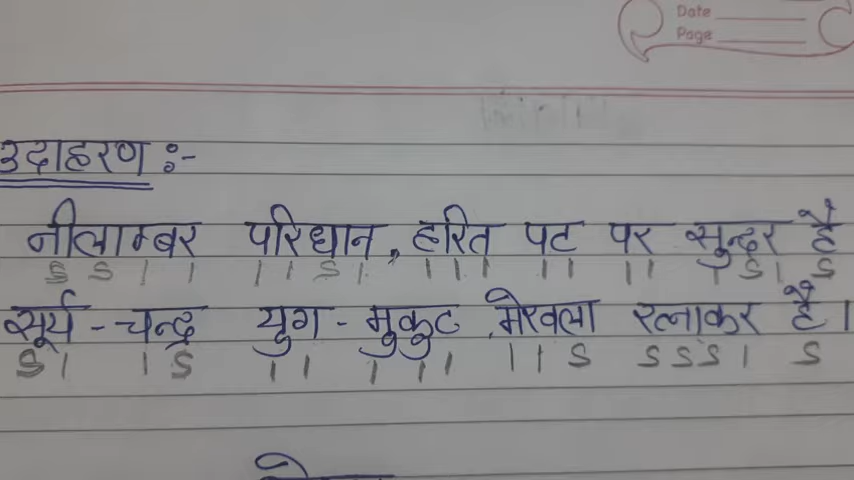 Date
Page
उदाहरण :-
नीलाम्बर परिधान, हरित पट पर सुन्दर है
S S I I I I S I I I I I I I I I S I S
सूर्य - चन्द्र युग - मुकुट मेखला रत्नाकर है।
S I I S I I I I I I I S S S S I S